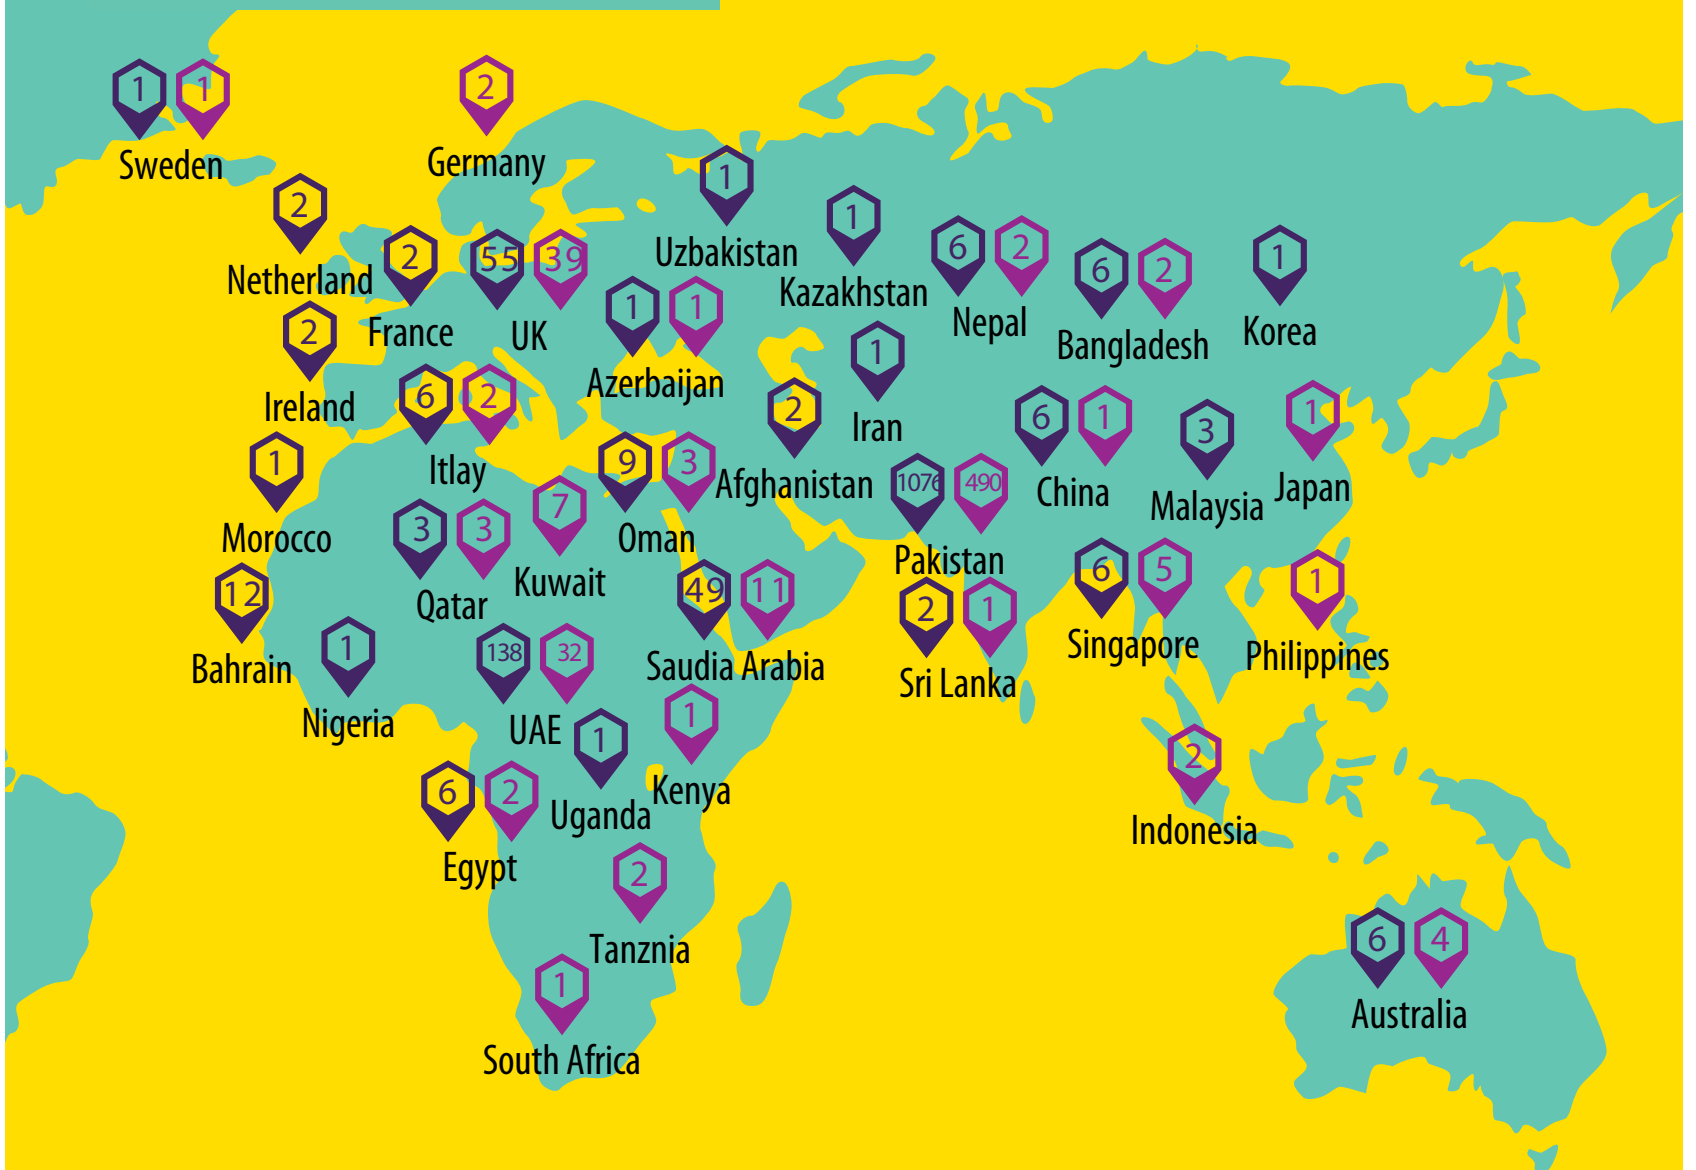 1 1
Sweden
2
Germany
1
Uzbakistan
2
Netherland
1
Kazakhstan
6 2
Nepal
2
France
55 39
UK
6 2
Bangladesh
1
Korea
1 1
Azerbaijan
2
Ireland
1
Iran
6 2
Itlay
2
Afghanistan
6 1
China
3
Malaysia
1
Japan
1
Morocco
9 3
Oman
1076 490
Pakistan
3 3
Qatar
7
Kuwait
12
Bahrain
49 11
Saudia Arabia
2 1
Sri Lanka
6 5
Singapore
1
Philippines
1
Nigeria
138 32
UAE
1
Uganda
1
Kenya
2
Indonesia
6 2
Egypt
2
Tanznia
6 4
Australia
1
South Africa